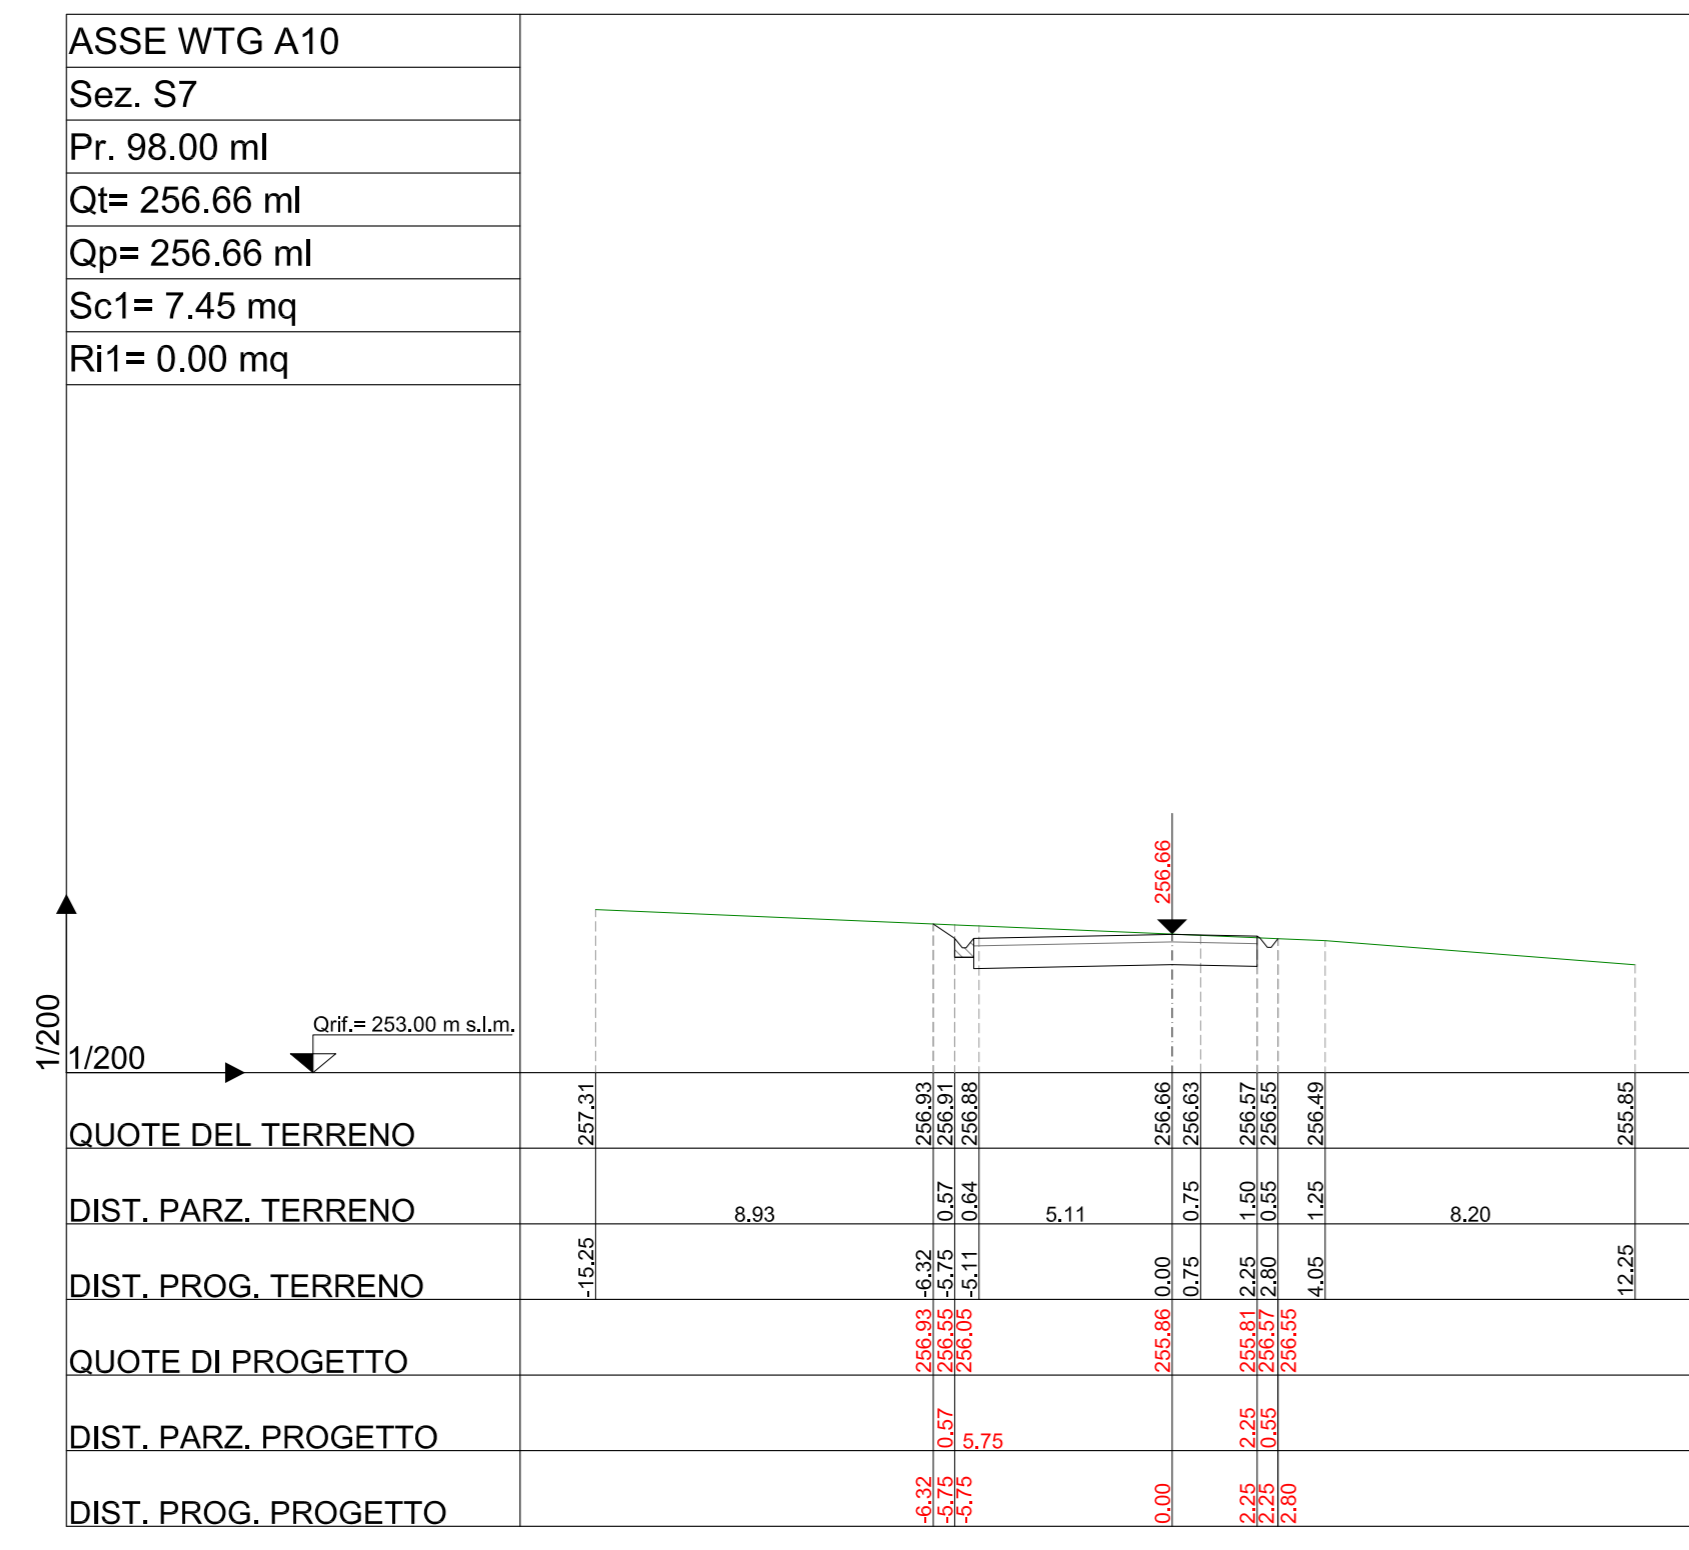 ASSE WTG A10
Sez. S7
Pr. 98.00 ml
Qt= 256.66 ml
Qp= 256.66 ml
Sc1= 7.45 mq
Ri1= 0.00 mq
256.66
1/200
1/200
Qrif.= 253.00 m s.l.m.
QUOTE DEL TERRENO 257.31 256.93 256.91 256.88 256.66 256.63 256.57 256.55 256.49 255.85
DIST. PARZ. TERRENO 8.93 0.57 0.64 5.11 0.75 1.50 0.55 1.25 8.20
DIST. PROG. TERRENO -15.25 -6.32 -5.75 -5.11 0.00 0.75 2.25 2.80 4.05 12.25
QUOTE DI PROGETTO 256.93 256.55 256.05 255.86 255.81 256.57 256.55
DIST. PARZ. PROGETTO 0.57 5.75 2.25 0.55
DIST. PROG. PROGETTO -6.32 -5.75 -5.75 0.00 2.25 2.25 2.80